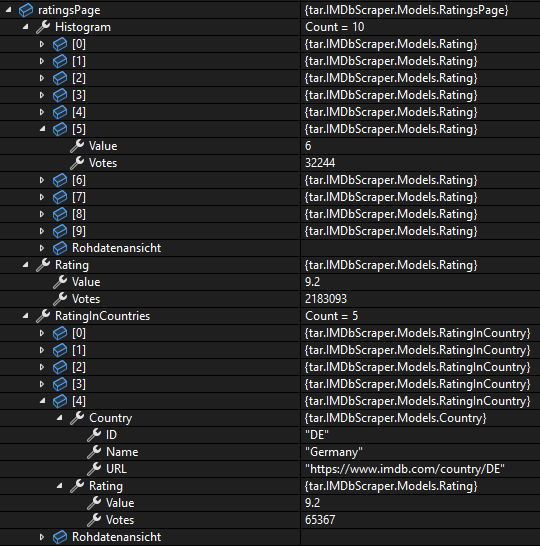 ratingsPage {tar.IMDbScraper.Models.RatingsPage}
Histogram Count = 10
[0] {tar.IMDbScraper.Models.Rating}
[1] {tar.IMDbScraper.Models.Rating}
[2] {tar.IMDbScraper.Models.Rating}
[3] {tar.IMDbScraper.Models.Rating}
[4] {tar.IMDbScraper.Models.Rating}
[5] {tar.IMDbScraper.Models.Rating}
Value 6
Votes 32244
[6] {tar.IMDbScraper.Models.Rating}
[7] {tar.IMDbScraper.Models.Rating}
[8] {tar.IMDbScraper.Models.Rating}
[9] {tar.IMDbScraper.Models.Rating}
Rohdatenansicht
Rating {tar.IMDbScraper.Models.Rating}
Value 9.2
Votes 2183093
RatingInCountries Count = 5
[0] {tar.IMDbScraper.Models.RatingInCountry}
[1] {tar.IMDbScraper.Models.RatingInCountry}
[2] {tar.IMDbScraper.Models.RatingInCountry}
[3] {tar.IMDbScraper.Models.RatingInCountry}
[4] {tar.IMDbScraper.Models.RatingInCountry}
Country {tar.IMDbScraper.Models.Country}
ID "DE"
Name "Germany"
URL "https://www.imdb.com/country/DE"
Rating {tar.IMDbScraper.Models.Rating}
Value 9.2
Votes 65367
Rohdatenansicht